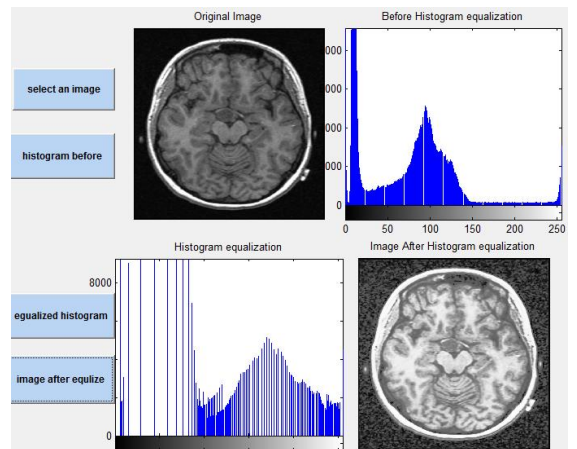 Original Image
Before Histogram equalization
select an image
histogram before
0
0 50 100 150 200 250
Histogram equalization
Image After Histogram equalization
8000
0
egualized histogram
image after equlize